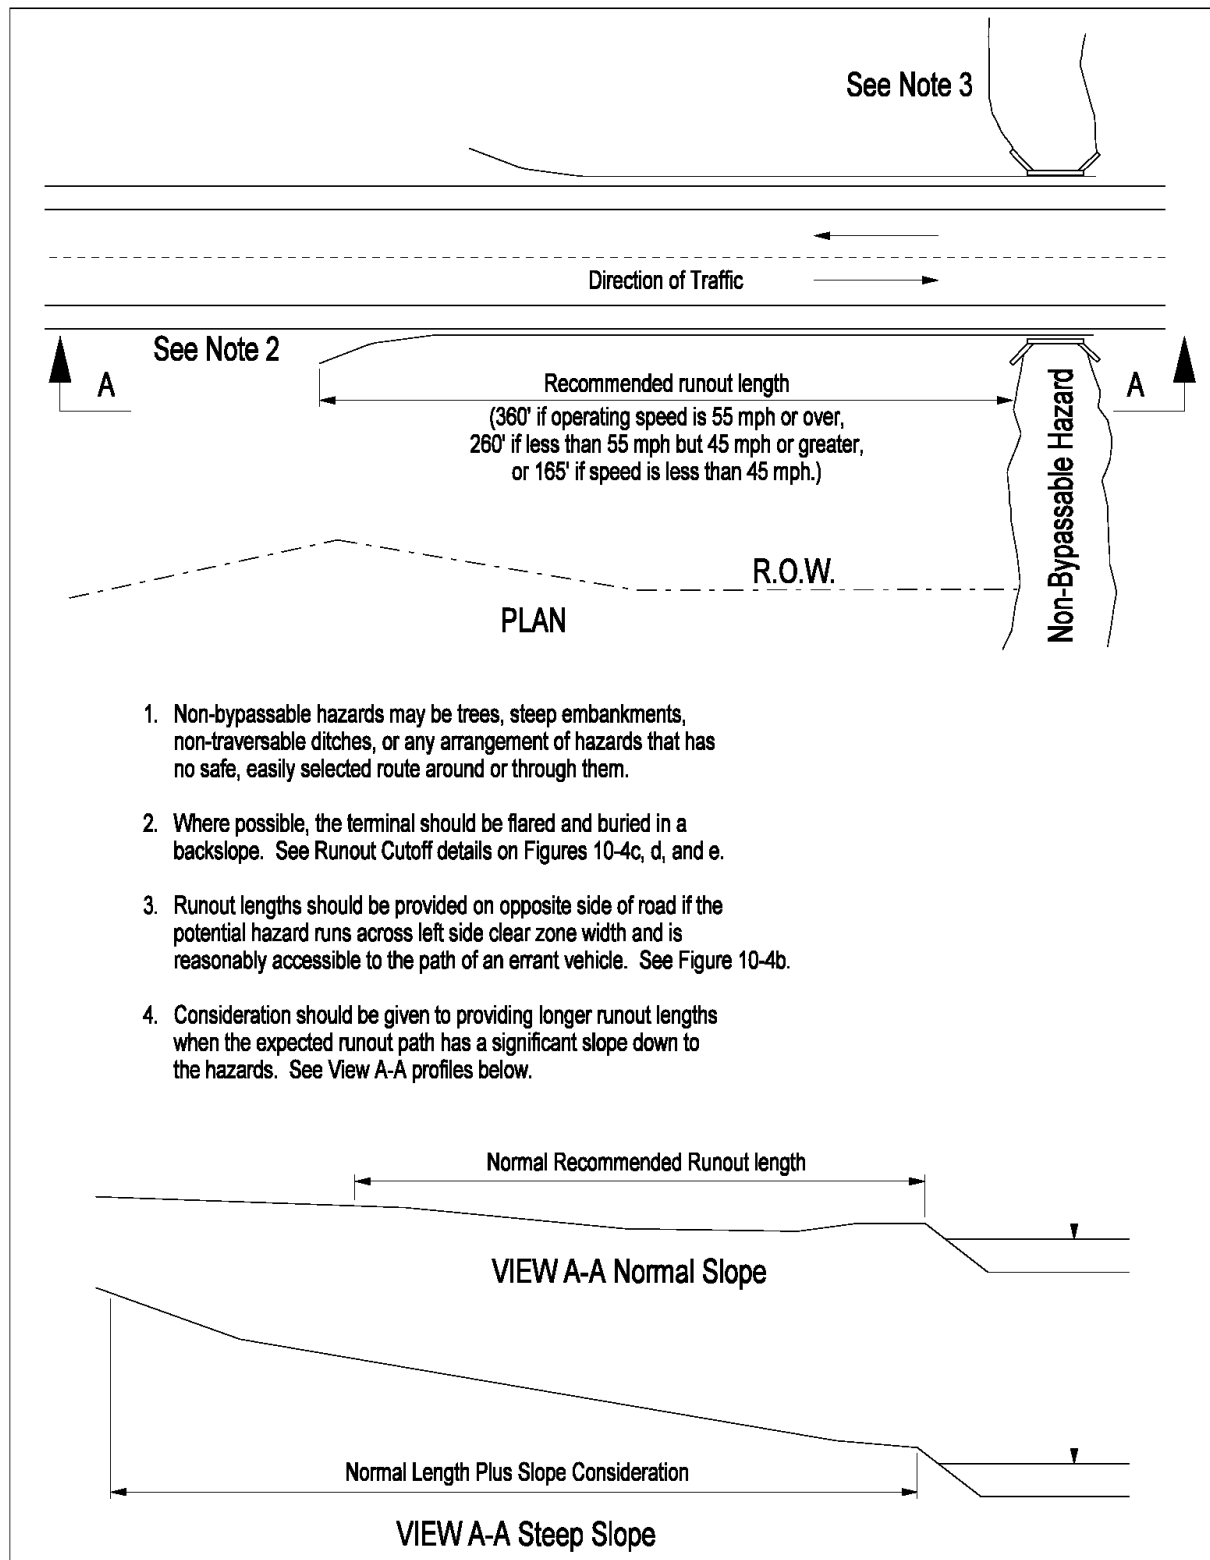 See Note 3
Direction of Traffic
See Note 2
A
A
Recommended runout length
(360' if operating speed is 55 mph or over,
260' if less than 55 mph but 45 mph or greater,
or 165' if speed is less than 45 mph.)
Non-Bypassable Hazard
R.O.W.
PLAN
1. Non-bypassable hazards may be trees, steep embankments,
non-traversable ditches, or any arrangement of hazards that has
no safe, easily selected route around or through them.
2. Where possible, the terminal should be flared and buried in a
backslope. See Runout Cutoff details on Figures 10-4c, d, and e.
3. Runout lengths should be provided on opposite side of road if the
potential hazard runs across left side clear zone width and is
reasonably accessible to the path of an errant vehicle. See Figure 10-4b.
4. Consideration should be given to providing longer runout lengths
when the expected runout path has a significant slope down to
the hazards. See View A-A profiles below.
Normal Recommended Runout length
VIEW A-A Normal Slope
Normal Length Plus Slope Consideration
VIEW A-A Steep Slope